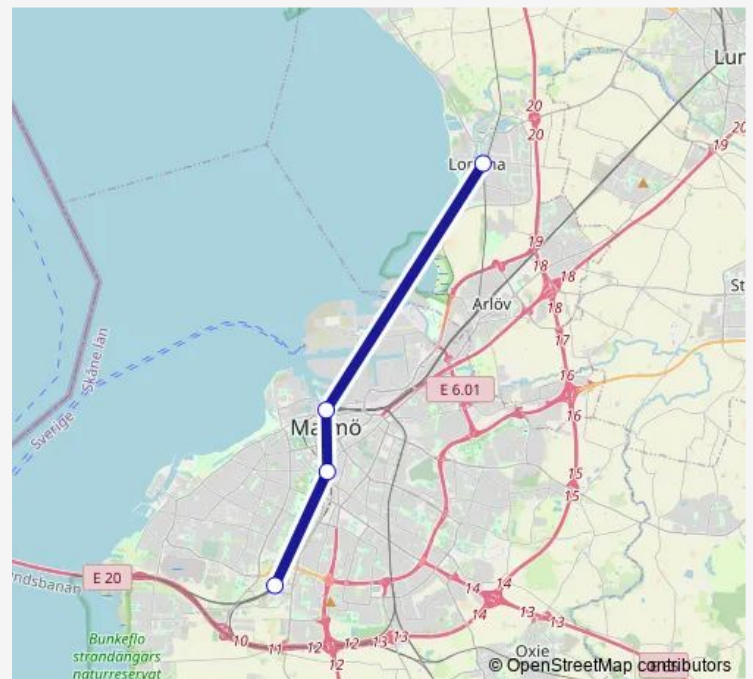 Lun
20
20
20
19
Lomma
19
18
18
18
17
16
16
15
15
Arlöv
E 6.01
Skåne län
Sverige
Malmö
E 20
ndsbanan
10
11
12
12
12
13
13
14
14
14
13
13
Bunkeflo
strandängars
naturreservat
Oxie
St
© OpenStreetMap contributors